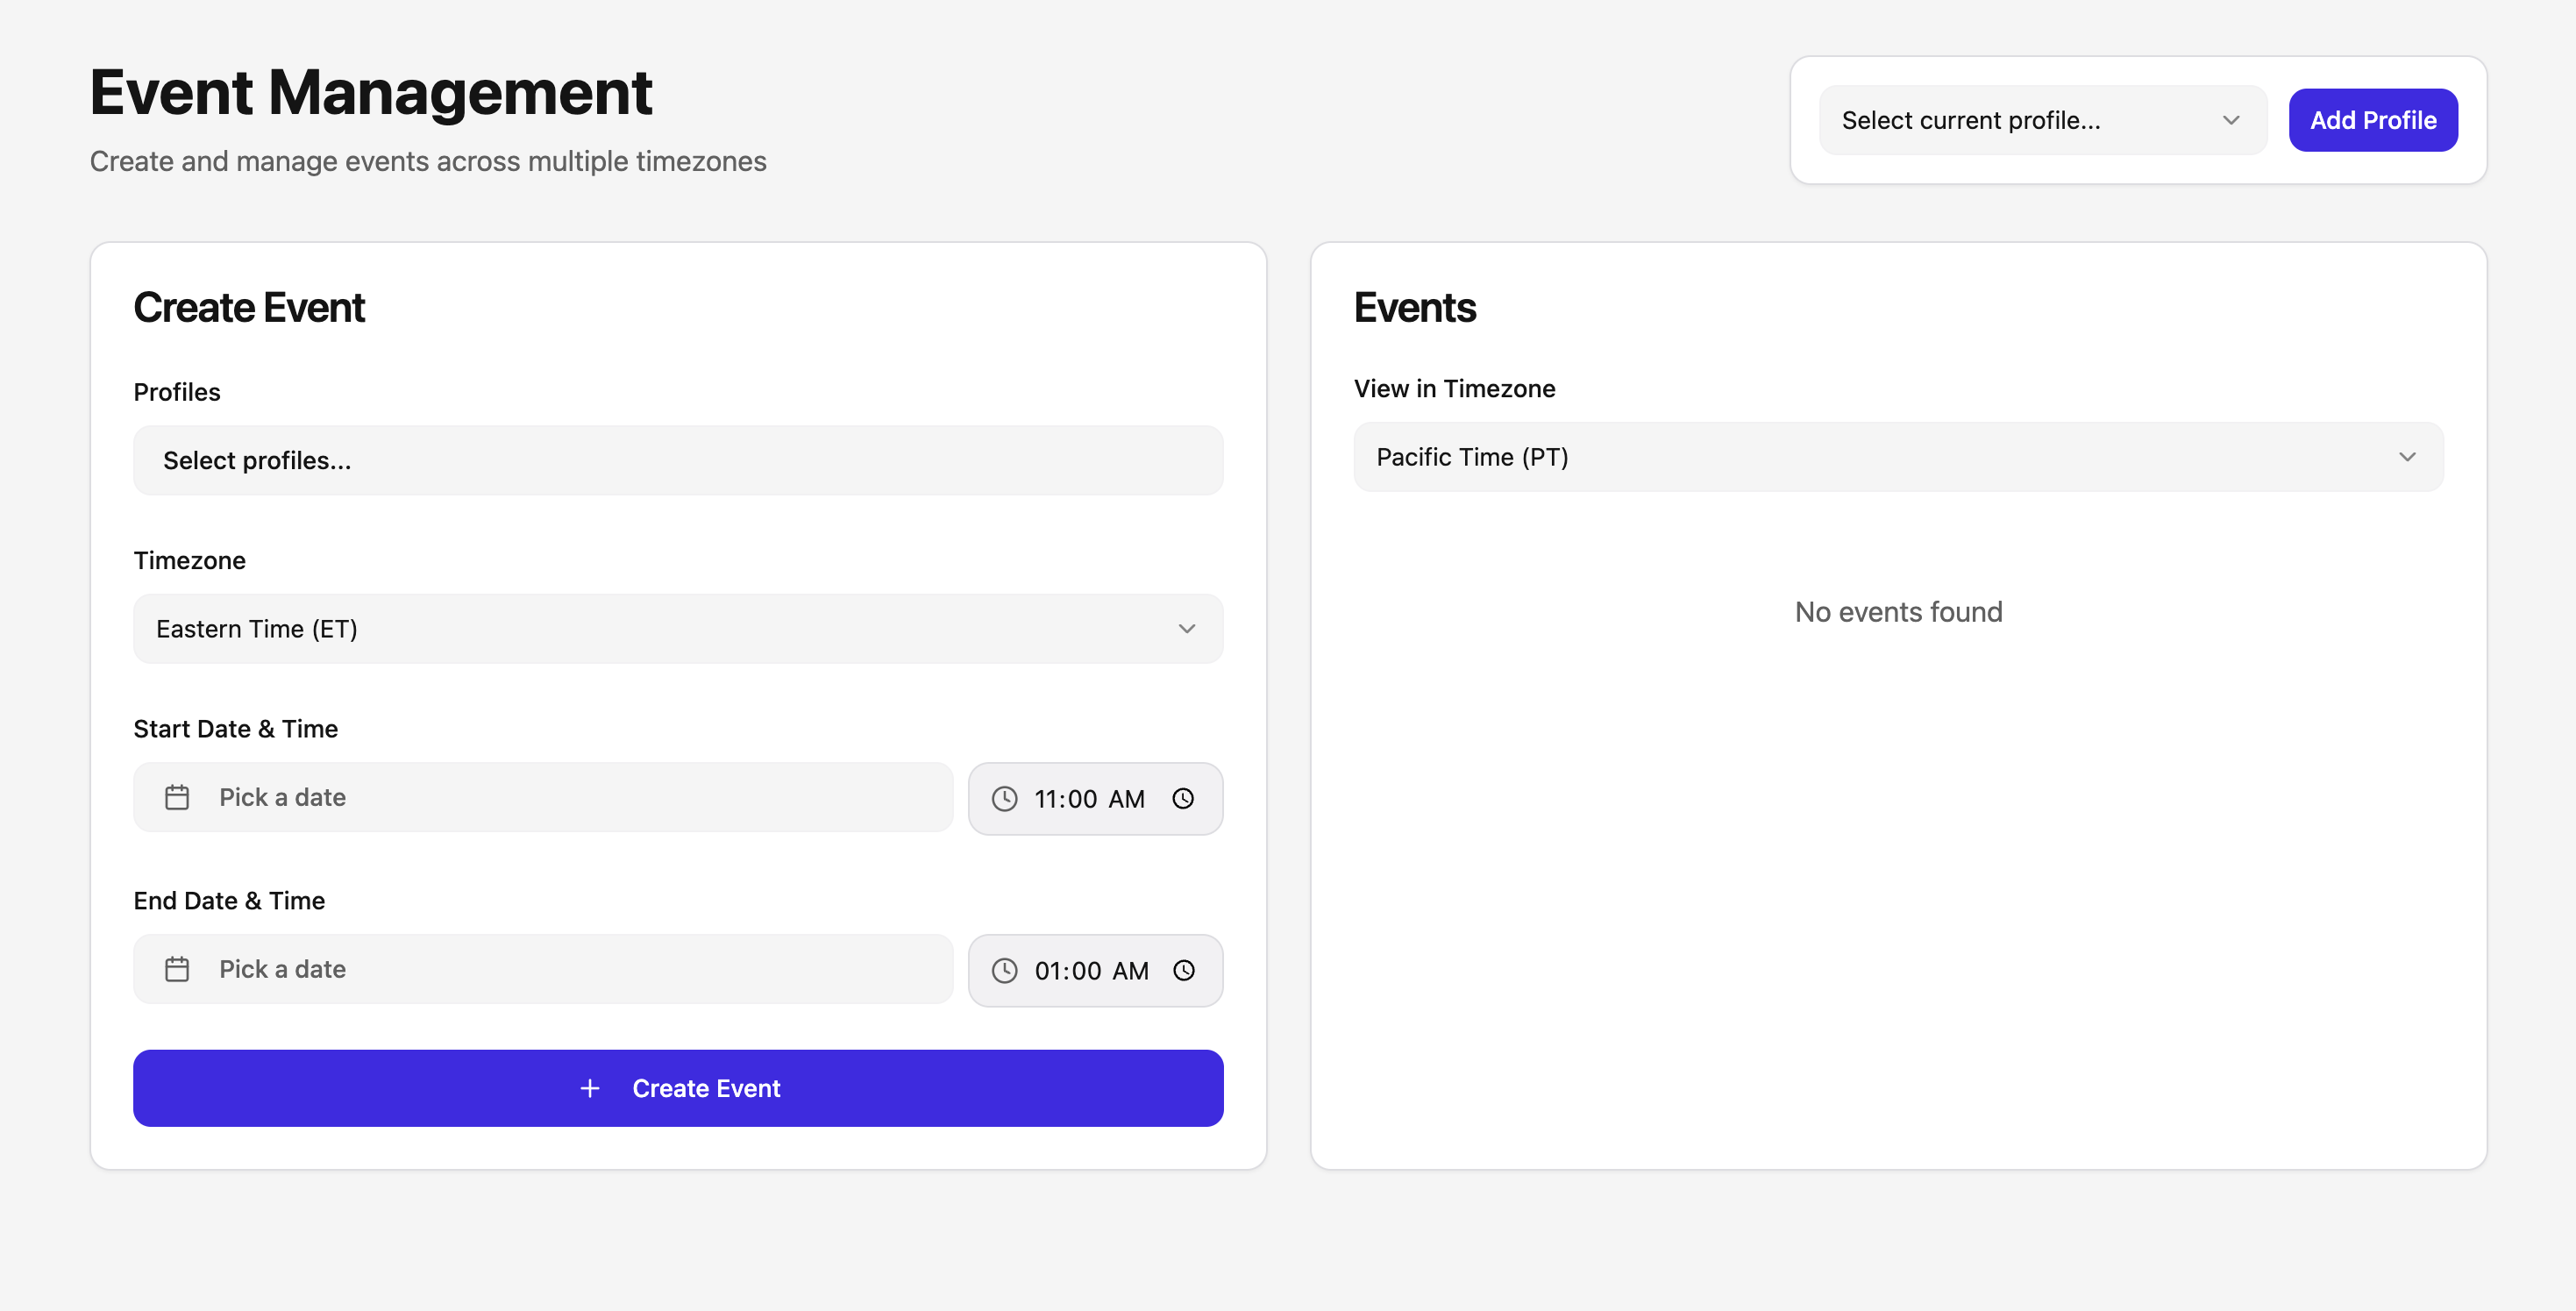 Event Management
Create and manage events across multiple timezones
Select current profile...
Add Profile
Create Event
Profiles
Select profiles...
Timezone
Eastern Time (ET)
Start Date & Time
Pick a date
11:00 AM
End Date & Time
Pick a date
01:00 AM
+ Create Event
Events
View in Timezone
Pacific Time (PT)
No events found